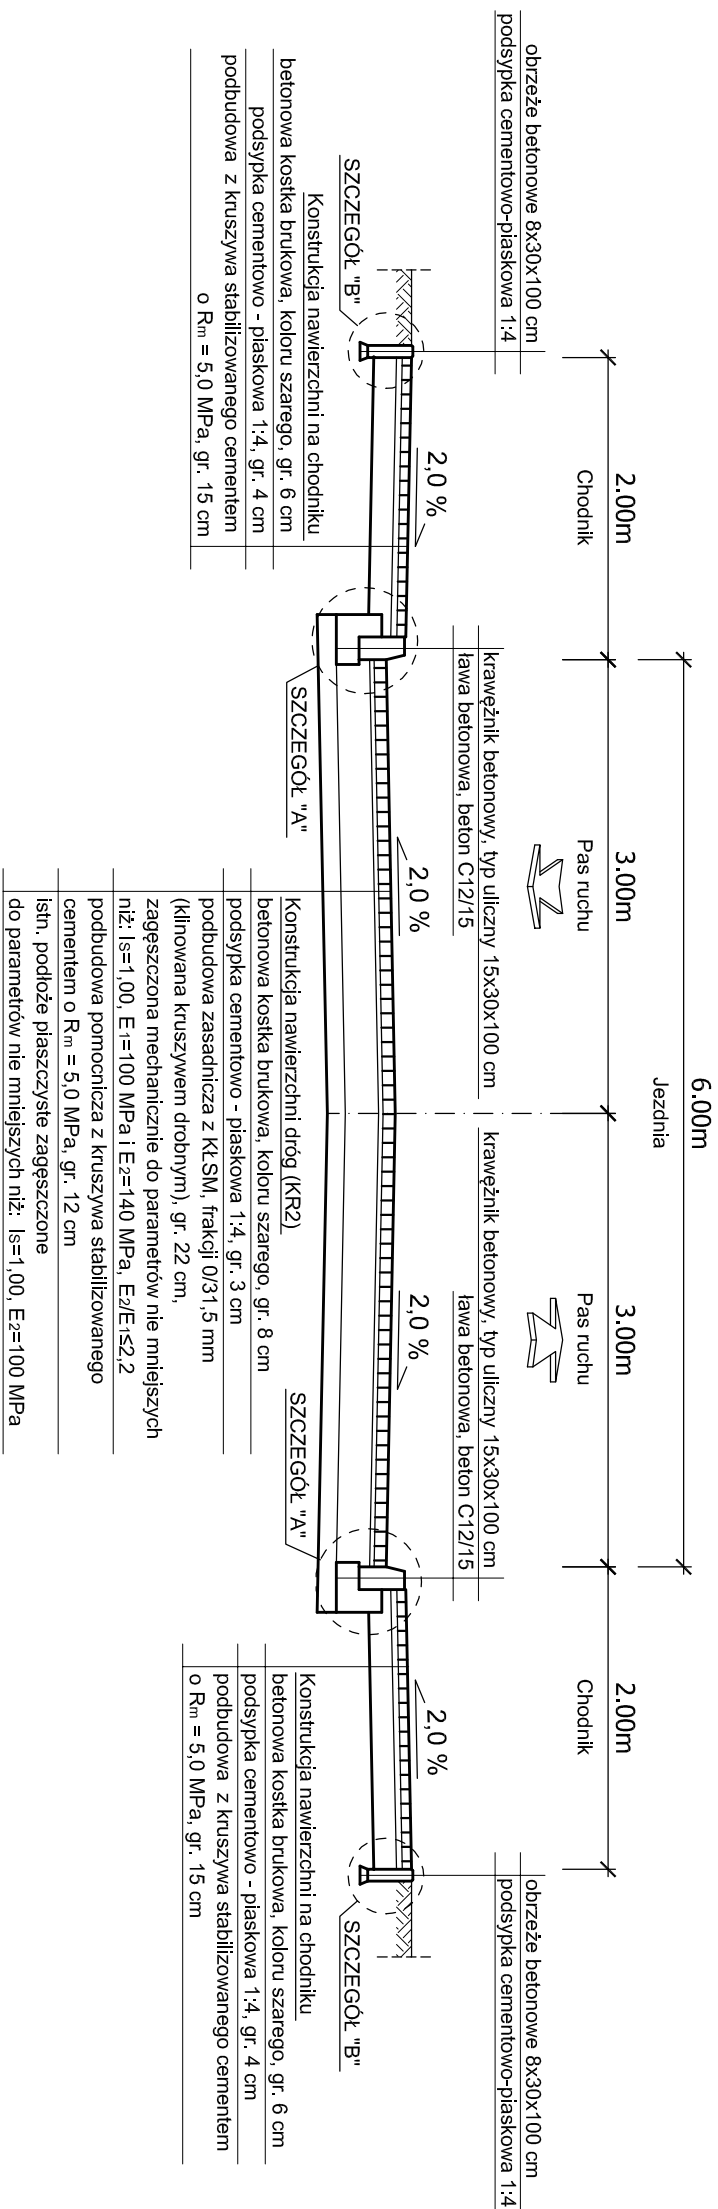 6.00m
Jezdnia
2.00m
Chodnik
3.00m
Pas ruchu
3.00m
Pas ruchu
2.00m
Chodnik
obrzeże betonowe 8x30x100 cm
podsypka cementowo-piaskowa 1:4
krawężnik betonowy, typ uliczny 15x30x100 cm
ława betonowa, beton C12/15
krawężnik betonowy, typ uliczny 15x30x100 cm
ława betonowa, beton C12/15
obrzeże betonowe 8x30x100 cm
podsypka cementowo-piaskowa 1:4
2,0 %
2,0 %
2,0 %
2,0 %
SZCZEGÓŁ "B"
SZCZEGÓŁ "A"
SZCZEGÓŁ "A"
SZCZEGÓŁ "B"
Konstrukcja nawierzchni na chodniku
betonowa kostka brukowa, koloru szarego, gr. 6 cm
podsypka cementowo - piaskowa 1:4, gr. 4 cm
podbudowa z kruszywa stabilizowanego cementem
o Rm = 5,0 MPa, gr. 15 cm
Konstrukcja nawierzchni dróg (KR2)
betonowa kostka brukowa, koloru szarego, gr. 8 cm
podsypka cementowo - piaskowa 1:4, gr. 3 cm
podbudowa zasadnicza z KŁSM, frakcji 0/31,5 mm
(klinowana kruszywem drobnym), gr. 22 cm,
zagęszczona mechanicznie do parametrów nie mniejszych
niż: Is=1,00, E1=100 MPa i E2=140 MPa, E2/E1≤2,2
podbudowa pomocnicza z kruszywa stabilizowanego
cementem o Rm = 5,0 MPa, gr. 12 cm
istn. podłoże piaszczyste zagęszczone
do parametrów nie mniejszych niż: Is=1,00, E2=100 MPa
Konstrukcja nawierzchni na chodniku
betonowa kostka brukowa, koloru szarego, gr. 6 cm
podsypka cementowo - piaskowa 1:4, gr. 4 cm
podbudowa z kruszywa stabilizowanego cementem
o Rm = 5,0 MPa, gr. 15 cm